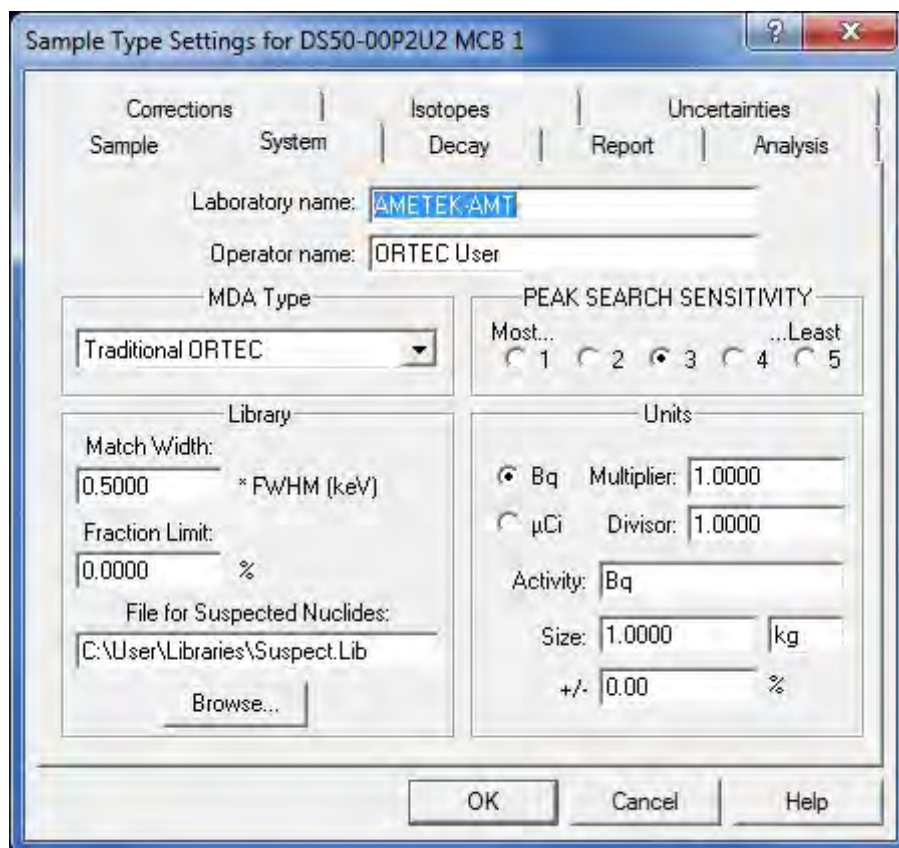 Sample Type Settings for DS50-00P2U2 MCB 1
Corrections Isotopes Uncertainties
Sample System Decay Report Analysis
Laboratory name: AMETEK-AMT
Operator name: ORTEC User
MDA Type
Traditional ORTEC
PEAK SEARCH SENSITIVITY
Most... ...Least
1 2 3 4 5
Library
Match Width:
0.5000 * FWHM (keV)
Fraction Limit:
0.0000 %
File for Suspected Nuclides:
C:\User\Libraries\Suspect.Lib
Browse...
Units
Bq Multiplier: 1.0000
µCi Divisor: 1.0000
Activity: Bq
Size: 1.0000 kg
+/- 0.00 %
OK Cancel Help